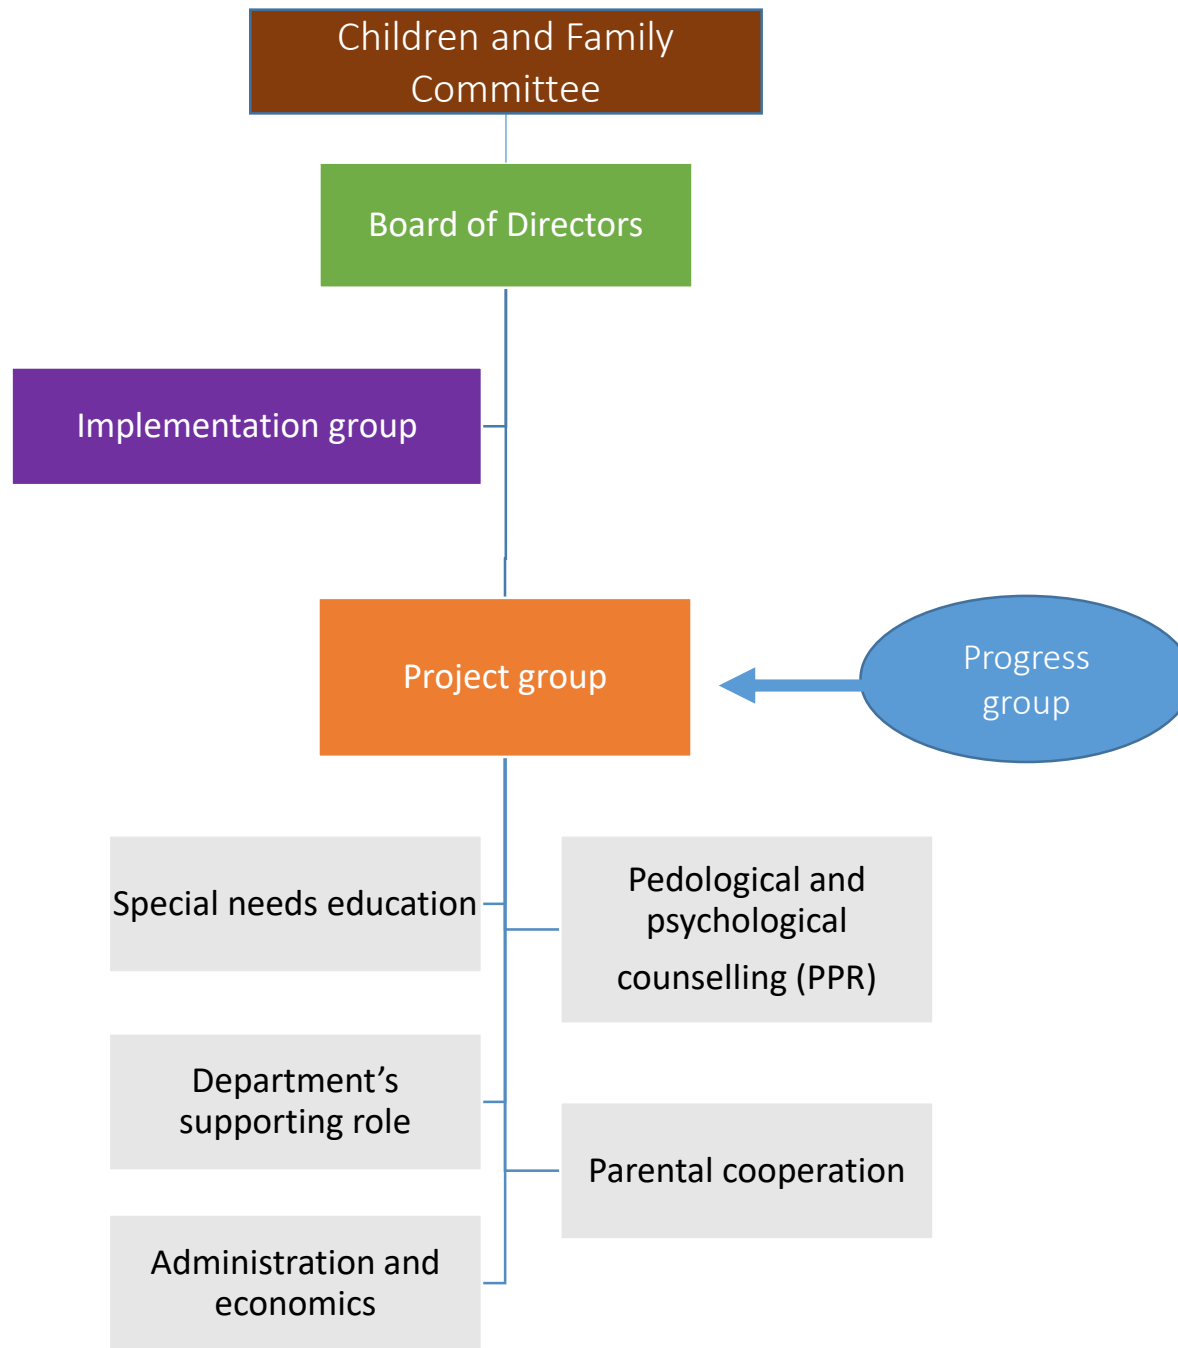 Children and Family
Committee
Board of Directors
Implementation group
Project group
Progress
group
Special needs education
Pedological and
psychological
counselling (PPR)
Department’s
supporting role
Parental cooperation
Administration and
economics